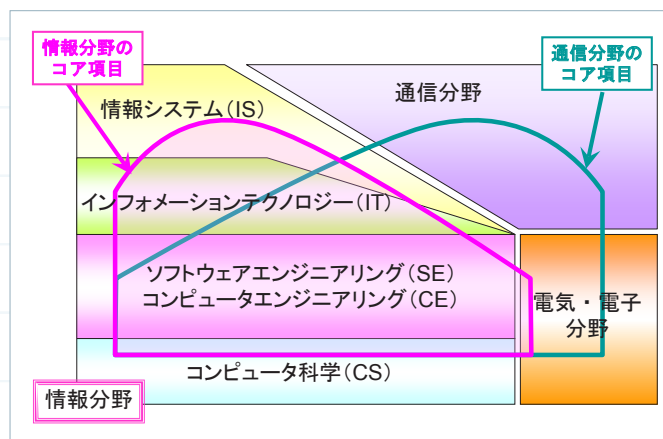 情報分野の
コア項目
通信分野の
コア項目
通信分野
情報システム(IS)
インフォメーションテクノロジー(IT)
ソフトウェアエンジニアリング(SE)
コンピュータエンジニアリング(CE)
電気・電子
分野
コンピュータ科学(CS)
情報分野